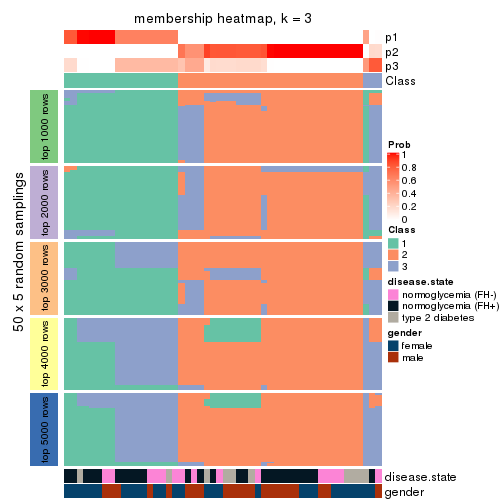 membership heatmap, k = 3
p1
p2
p3
Class
50 x 5 random samplings
top 1000 rows
top 2000 rows
top 3000 rows
top 4000 rows
top 5000 rows
Prob
1
0.8
0.6
0.4
0.2
0
Class
1
2
3
disease.state
normoglycemia (FH-)
normoglycemia (FH+)
type 2 diabetes
gender
female
male
disease.state
gender